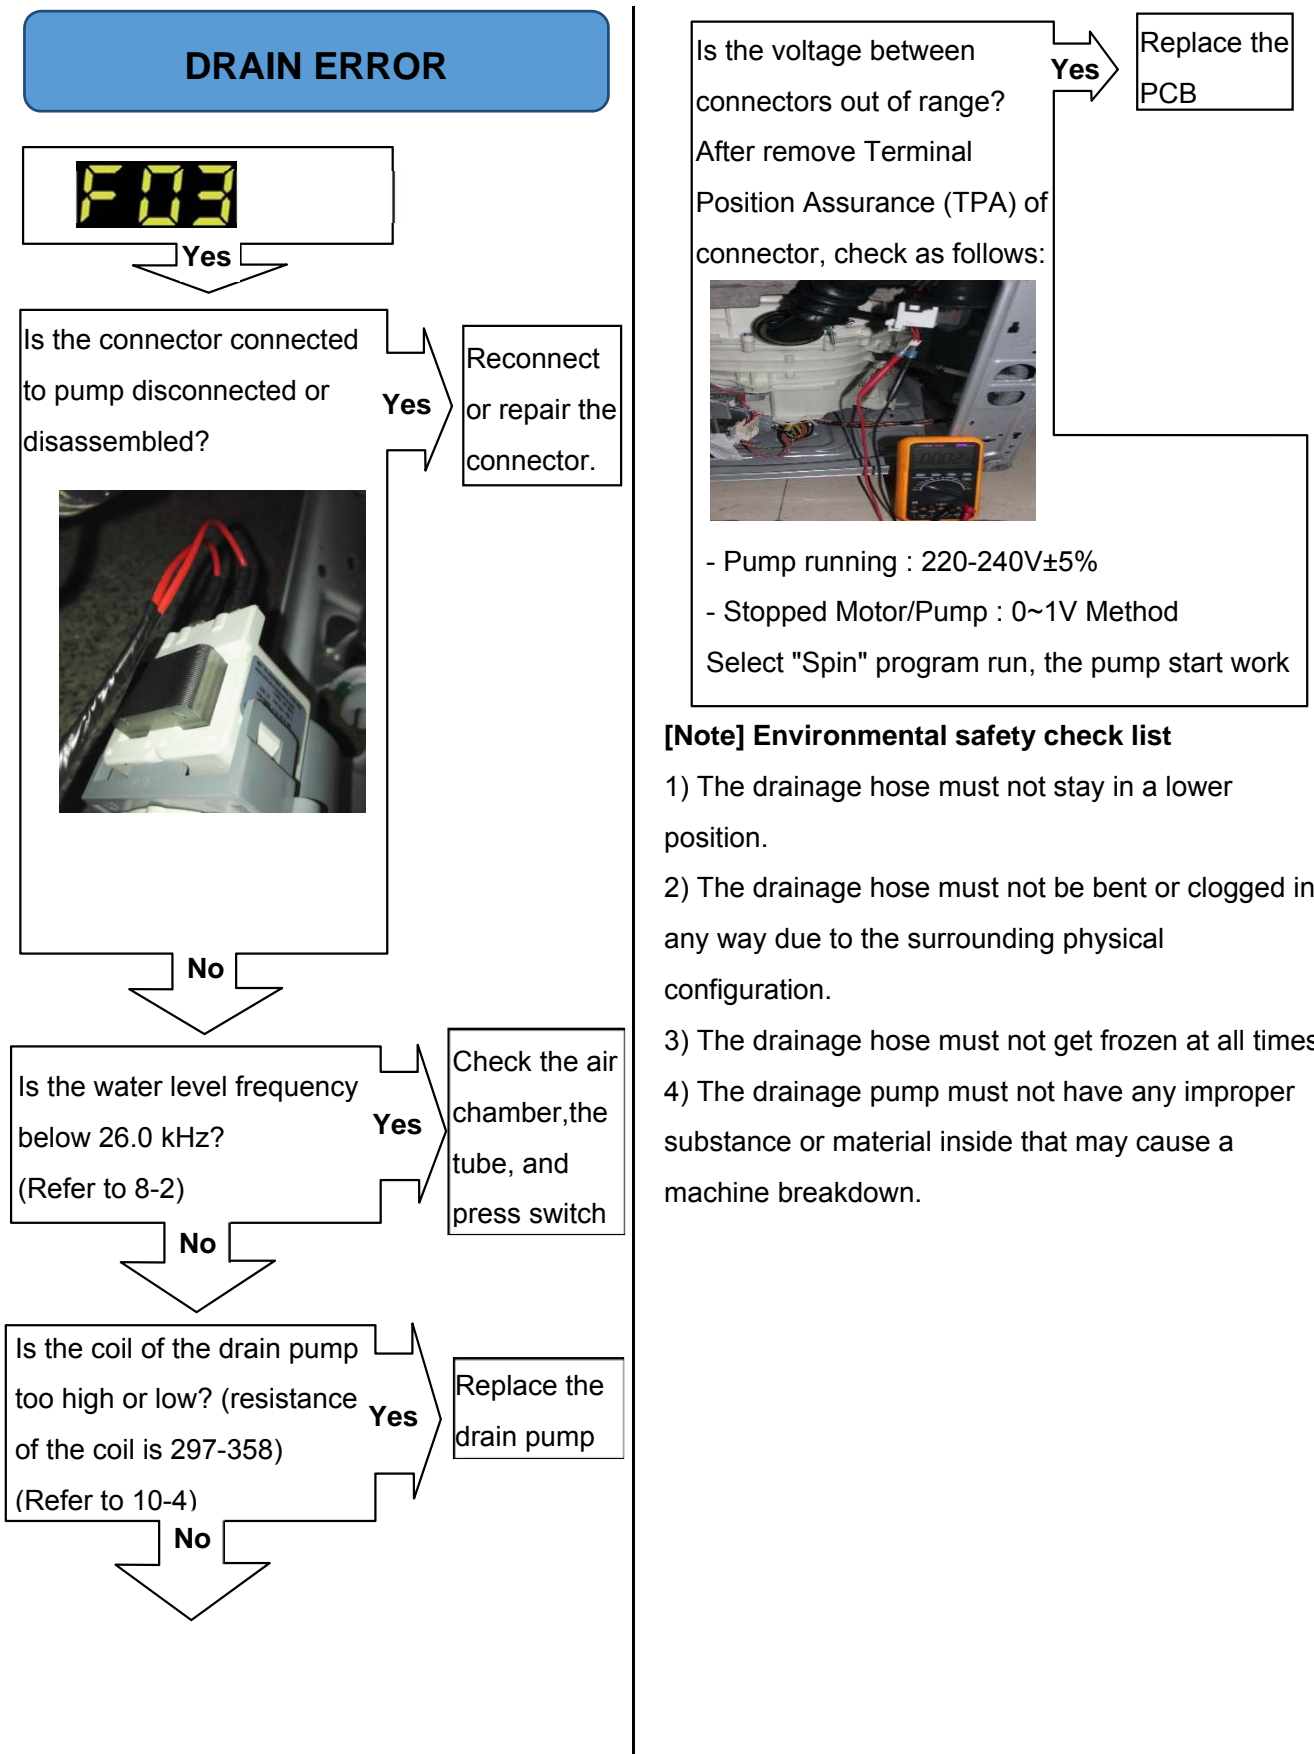 DRAIN ERROR
F03
Yes
Is the connector connected
to pump disconnected or
disassembled?
Yes
Reconnect
or repair the
connector.
No
Is the water level frequency
below 26.0 kHz?
(Refer to 8-2)
Yes
Check the air
chamber,the
tube, and
press switch
No
Is the coil of the drain pump
too high or low? (resistance
of the coil is 297-358)
(Refer to 10-4)
Yes
Replace the
drain pump
No
Is the voltage between
connectors out of range?
After remove Terminal
Position Assurance (TPA) of
connector, check as follows:
Yes
Replace the
PCB
- Pump running : 220-240V±5%
- Stopped Motor/Pump : 0~1V Method
Select "Spin" program run, the pump start work
[Note] Environmental safety check list
1) The drainage hose must not stay in a lower
position.
2) The drainage hose must not be bent or clogged in
any way due to the surrounding physical
configuration.
3) The drainage hose must not get frozen at all times
4) The drainage pump must not have any improper
substance or material inside that may cause a
machine breakdown.